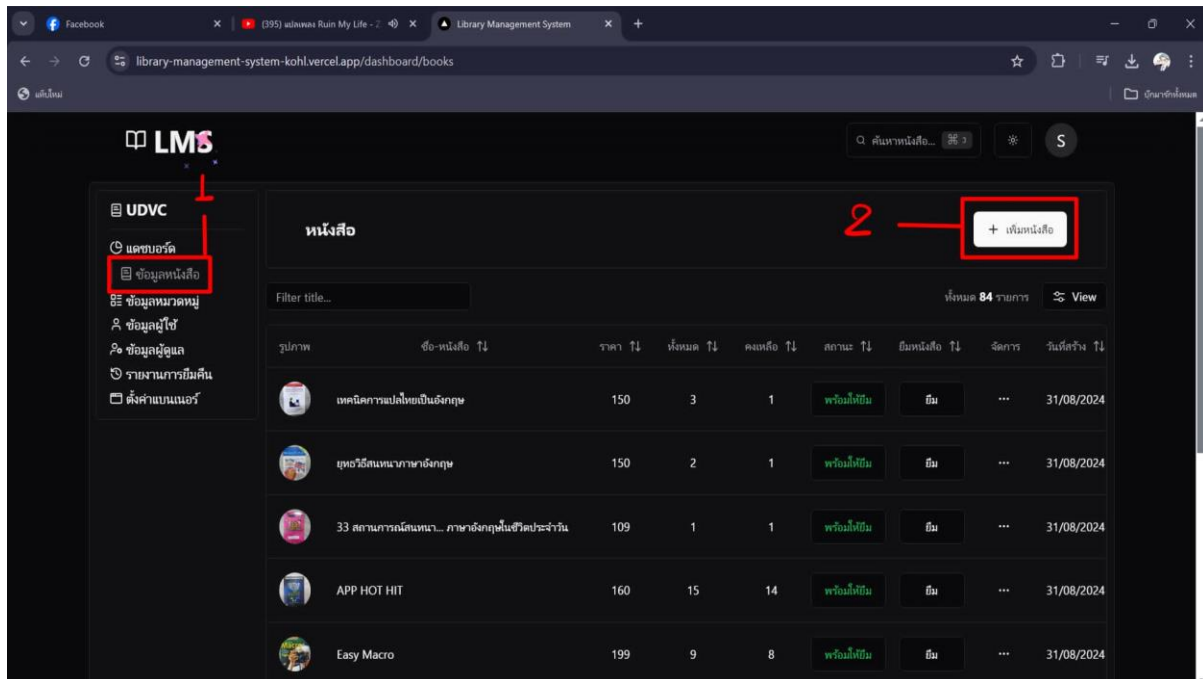 Facebook
(395) แปลเพลง Ruin My Life - Z
Library Management System
library-management-system-kohl.vercel.app/dashboard/books
แท็บใหม่
บุ๊กมาร์กทั้งหมด
LMS
ค้นหาหนังสือ...
S
1
UDVC
แดชบอร์ด
ข้อมูลหนังสือ
ข้อมูลหมวดหมู่
ข้อมูลผู้ใช้
ข้อมูลผู้ดูแล
รายงานการยืมคืน
ตั้งค่าแบนเนอร์
หนังสือ
2
+ เพิ่มหนังสือ
Filter title...
ทั้งหมด 84 รายการ
View
รูปภาพ ชื่อ-หนังสือ ราคา ทั้งหมด คงเหลือ สถานะ ยืมหนังสือ จัดการ วันที่สร้าง
เทคนิคการแปลไทยเป็นอังกฤษ 150 3 1 พร้อมให้ยืม ยืม ... 31/08/2024
ยุทธวิธีสนทนาภาษาอังกฤษ 150 2 1 พร้อมให้ยืม ยืม ... 31/08/2024
33 สถานการณ์สนทนา... ภาษาอังกฤษในชีวิตประจำวัน 109 1 1 พร้อมให้ยืม ยืม ... 31/08/2024
APP HOT HIT 160 15 14 พร้อมให้ยืม ยืม ... 31/08/2024
Easy Macro 199 9 8 พร้อมให้ยืม ยืม ... 31/08/2024